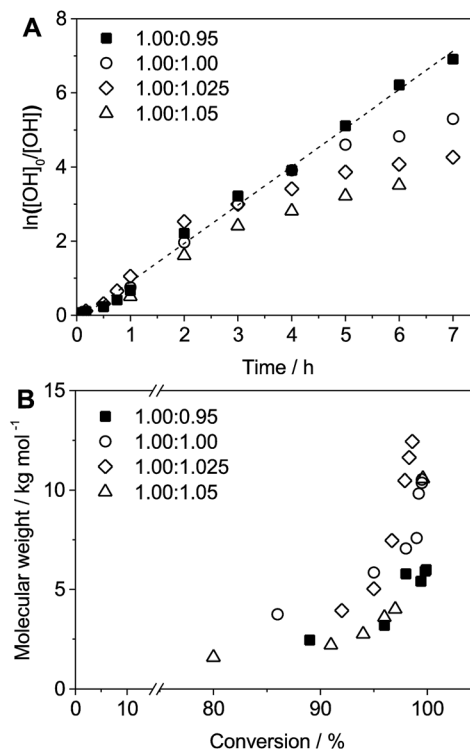 A
8
6
4
2
0
ln([OH]₀/[OH])
1.00:0.95
1.00:1.00
1.00:1.025
1.00:1.05
0 1 2 3 4 5 6 7
Time / h
B
15
10
5
0
Molecular weight / kg mol⁻¹
1.00:0.95
1.00:1.00
1.00:1.025
1.00:1.05
0 10 80 90 100
Conversion / %